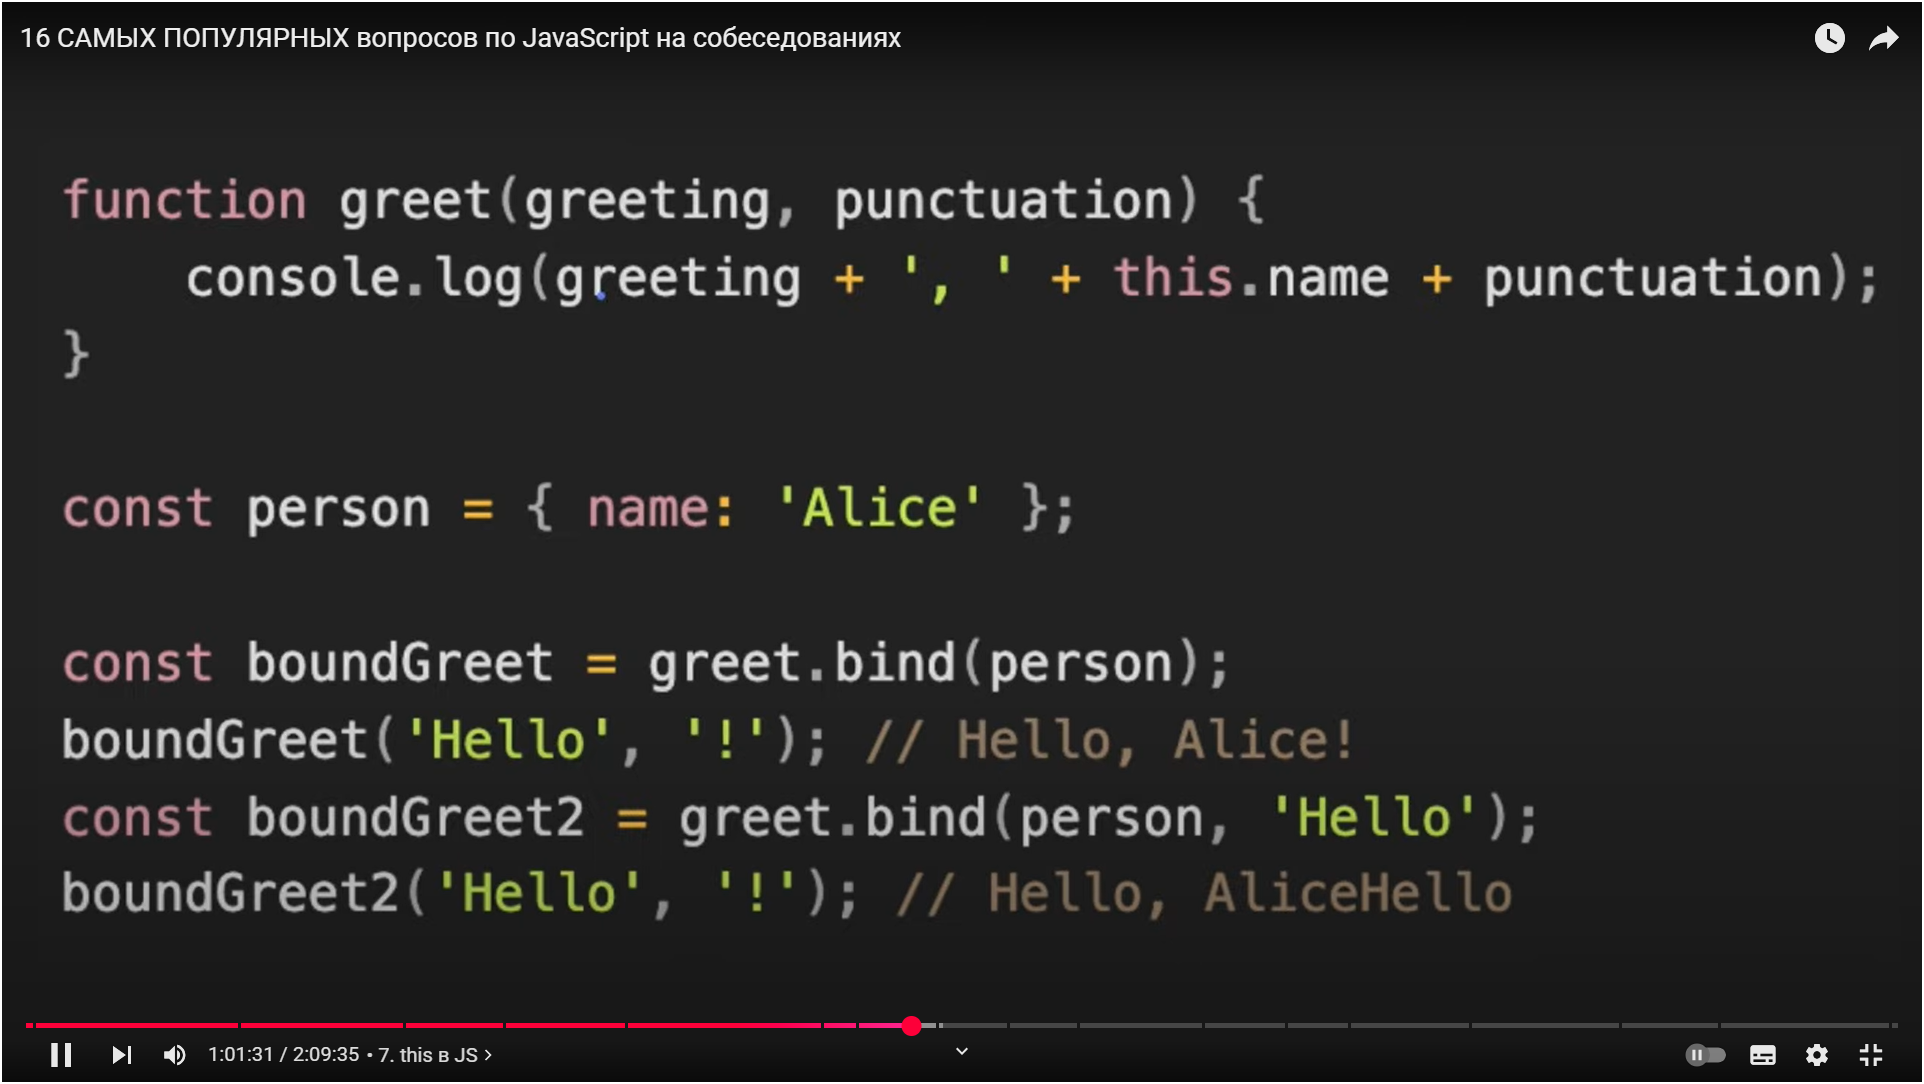 16 САМЫХ ПОПУЛЯРНЫХ вопросов по JavaScript на собеседованиях
function greet(greeting, punctuation) {
    console.log(greeting + ', ' + this.name + punctuation);
}
const person = { name: 'Alice' };
const boundGreet = greet.bind(person);
boundGreet('Hello', '!'); // Hello, Alice!
const boundGreet2 = greet.bind(person, 'Hello');
boundGreet2('Hello', '!'); // Hello, AliceHello
1:01:31 / 2:09:35 • 7. this в JS ›